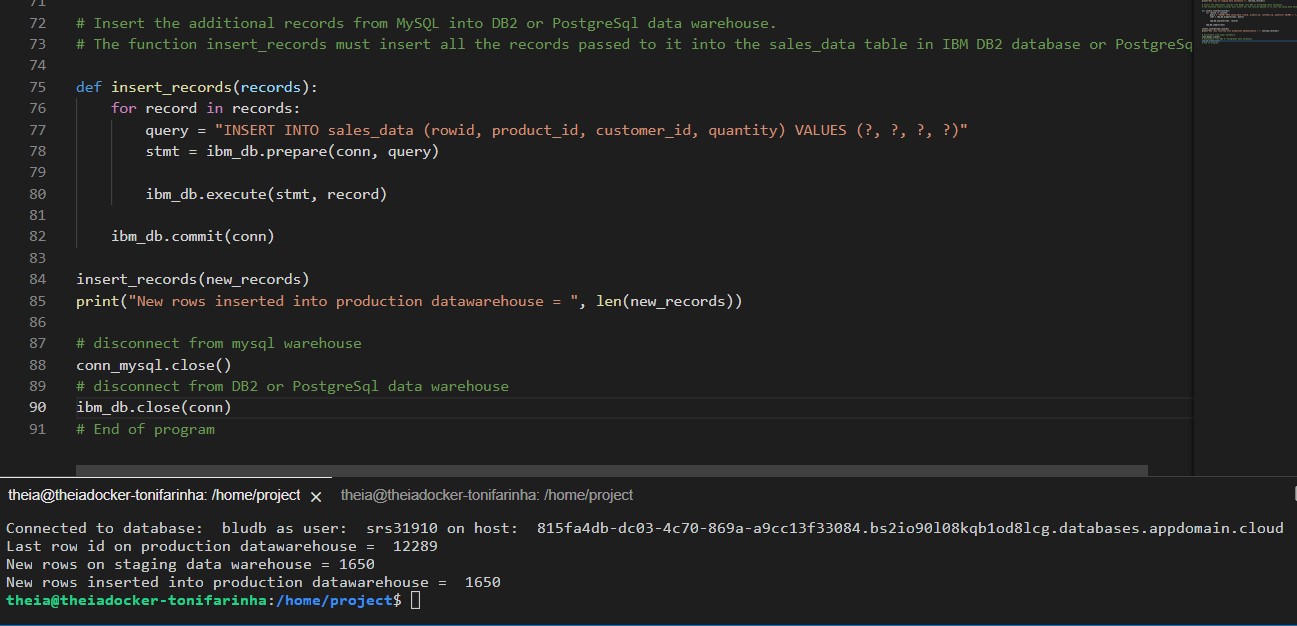 71
72 # Insert the additional records from MySQL into DB2 or PostgreSql data warehouse.
73 # The function insert_records must insert all the records passed to it into the sales_data table in IBM DB2 database or PostgreSq
74
75 def insert_records(records):
76 for record in records:
77 query = "INSERT INTO sales_data (rowid, product_id, customer_id, quantity) VALUES (?, ?, ?, ?)"
78 stmt = ibm_db.prepare(conn, query)
79
80 ibm_db.execute(stmt, record)
81
82 ibm_db.commit(conn)
83
84 insert_records(new_records)
85 print("New rows inserted into production datawarehouse = ", len(new_records))
86
87 # disconnect from mysql warehouse
88 conn_mysql.close()
89 # disconnect from DB2 or PostgreSql data warehouse
90 ibm_db.close(conn)
91 # End of program
theia@theiadocker-tonifarinha: /home/project × theia@theiadocker-tonifarinha: /home/project
Connected to database:  bludb as user:  srs31910 on host:  815fa4db-dc03-4c70-869a-a9cc13f33084.bs2io90l08kqb1od8lcg.databases.appdomain.cloud
Last row id on production datawarehouse =  12289
New rows on staging data warehouse = 1650
New rows inserted into production datawarehouse =  1650
theia@theiadocker-tonifarinha:/home/project$